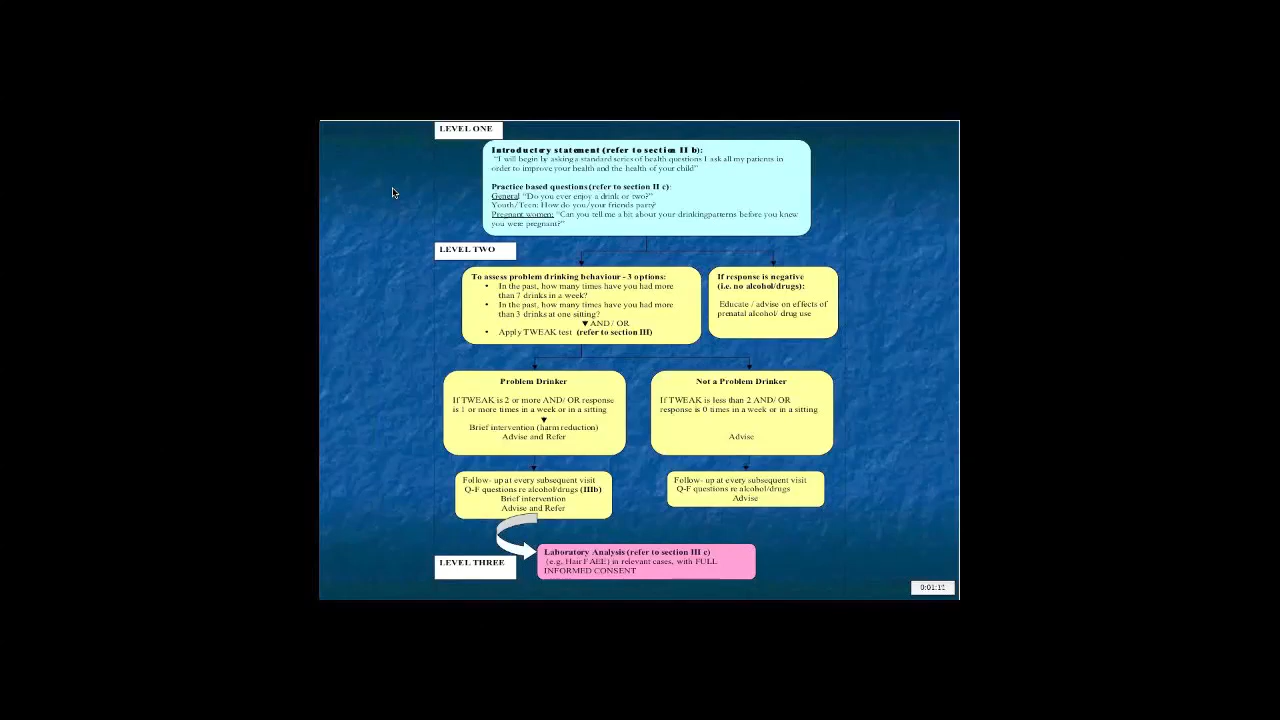 LEVEL ONE
Introductory statement (refer to section II b):
"I will begin by asking a standard series of health questions I ask all my patients in
order to improve your health and the health of your child"
Practice based questions (refer to section II c):
General: "Do you ever enjoy a drink or two?"
Youth/Teen: How do you/your friends party?
Pregnant women: "Can you tell me a bit about your drinking patterns before you knew
you were pregnant?"
LEVEL TWO
To assess problem drinking behaviour - 3 options:
• In the past, how many times have you had more
than 7 drinks in a week?
• In the past, how many times have you had more
than 3 drinks at one sitting?
▼ AND / OR
• Apply TWEAK test (refer to section III)
If response is negative
(i.e. no alcohol/drugs):
Educate / advise on effects of
prenatal alcohol/ drug use
Problem Drinker
If TWEAK is 2 or more AND/ OR response
is 1 or more times in a week or in a sitting
▼
Brief intervention (harm reduction)
Advise and Refer
Not a Problem Drinker
If TWEAK is less than 2 AND/ OR
response is 0 times in a week or in a sitting
Advise
Follow- up at every subsequent visit
Q-F questions re alcohol/drugs (IIIb)
Brief intervention
Advise and Refer
Follow- up at every subsequent visit
Q-F questions re alcohol/drugs
Advise
LEVEL THREE
Laboratory Analysis (refer to section III c)
(e.g. Hair FAEE) in relevant cases, with FULL
INFORMED CONSENT